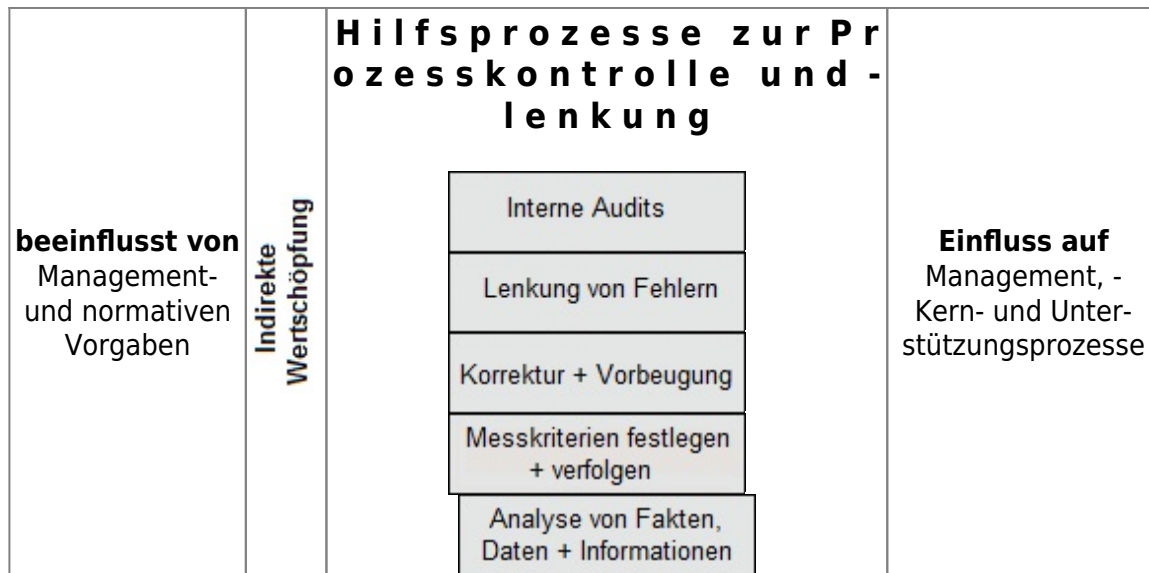 beeinflusst von
Management-
und normativen
Vorgaben
Indirekte
Wertschöpfung
Hilfsprozesse zur Pr
ozesskontrolle und -
lenkung
Interne Audits
Lenkung von Fehlern
Korrektur + Vorbeugung
Messkriterien festlegen
+ verfolgen
Analyse von Fakten,
Daten + Informationen
Einfluss auf
Management, -
Kern- und Unter-
stützungsprozesse